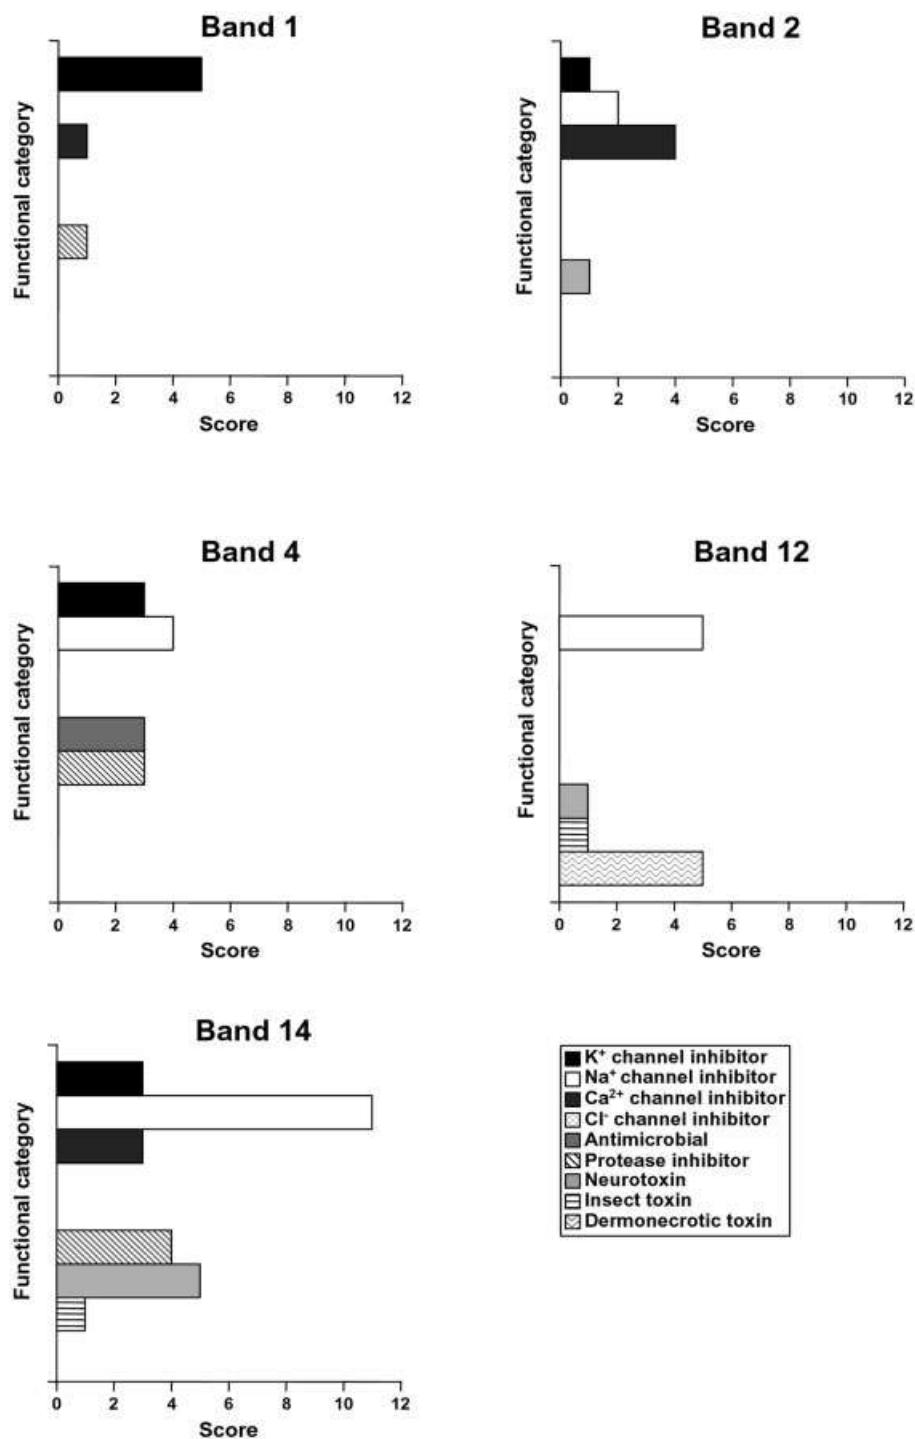 Band 1
Functional category
0 2 4 6 8 10 12
Score
Band 2
Functional category
0 2 4 6 8 10 12
Score
Band 4
Functional category
0 2 4 6 8 10 12
Score
Band 12
Functional category
0 2 4 6 8 10 12
Score
Band 14
Functional category
0 2 4 6 8 10 12
Score
K⁺ channel inhibitor
Na⁺ channel inhibitor
Ca²⁺ channel inhibitor
Cl⁻ channel inhibitor
Antimicrobial
Protease inhibitor
Neurotoxin
Insect toxin
Dermonecrotic toxin